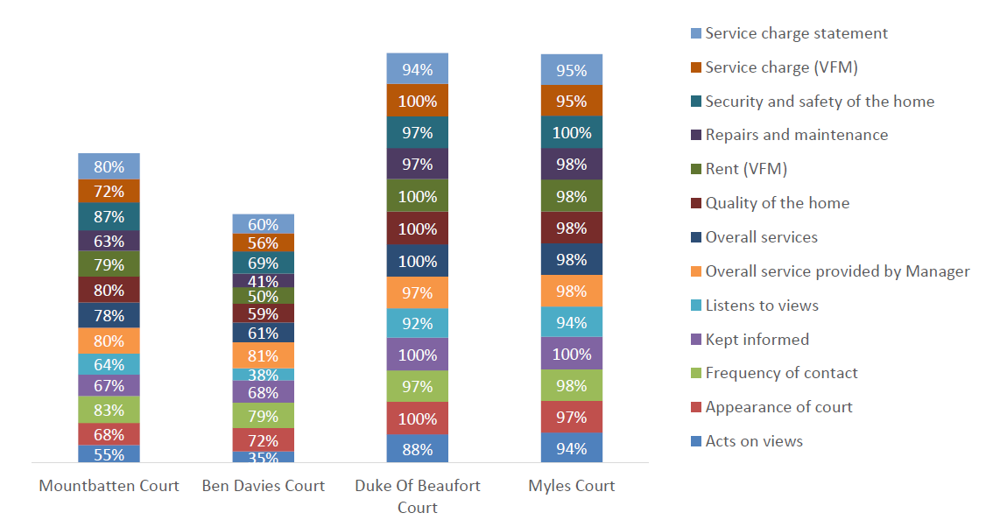 80%
72%
87%
63%
79%
80%
78%
80%
64%
67%
83%
68%
55%
Mountbatten Court
60%
56%
69%
41%
50%
59%
61%
81%
38%
68%
79%
72%
35%
Ben Davies Court
94%
100%
97%
97%
100%
100%
100%
97%
92%
100%
97%
100%
88%
Duke Of Beaufort
Court
95%
95%
100%
98%
98%
98%
98%
98%
94%
100%
98%
97%
94%
Myles Court
Service charge statement
Service charge (VFM)
Security and safety of the home
Repairs and maintenance
Rent (VFM)
Quality of the home
Overall services
Overall service provided by Manager
Listens to views
Kept informed
Frequency of contact
Appearance of court
Acts on views